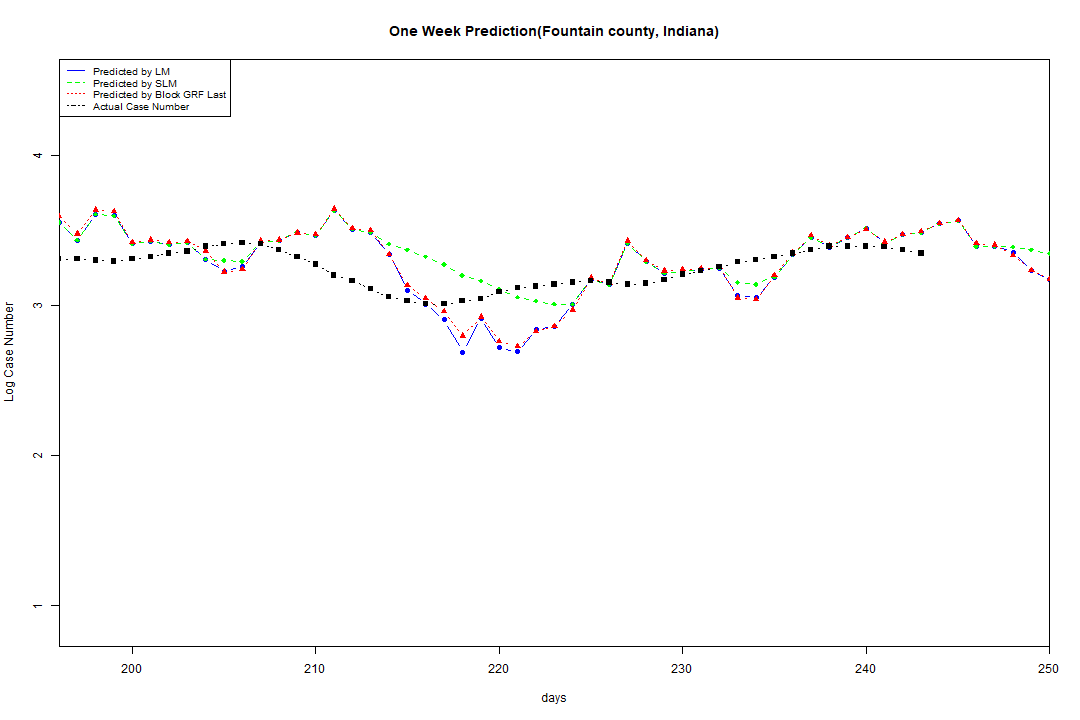 One Week Prediction(Fountain county, Indiana)
Predicted by LM
Predicted by SLM
Predicted by Block GRF Last
Actual Case Number
4
3
2
1
Log Case Number
200
210
220
230
240
250
days